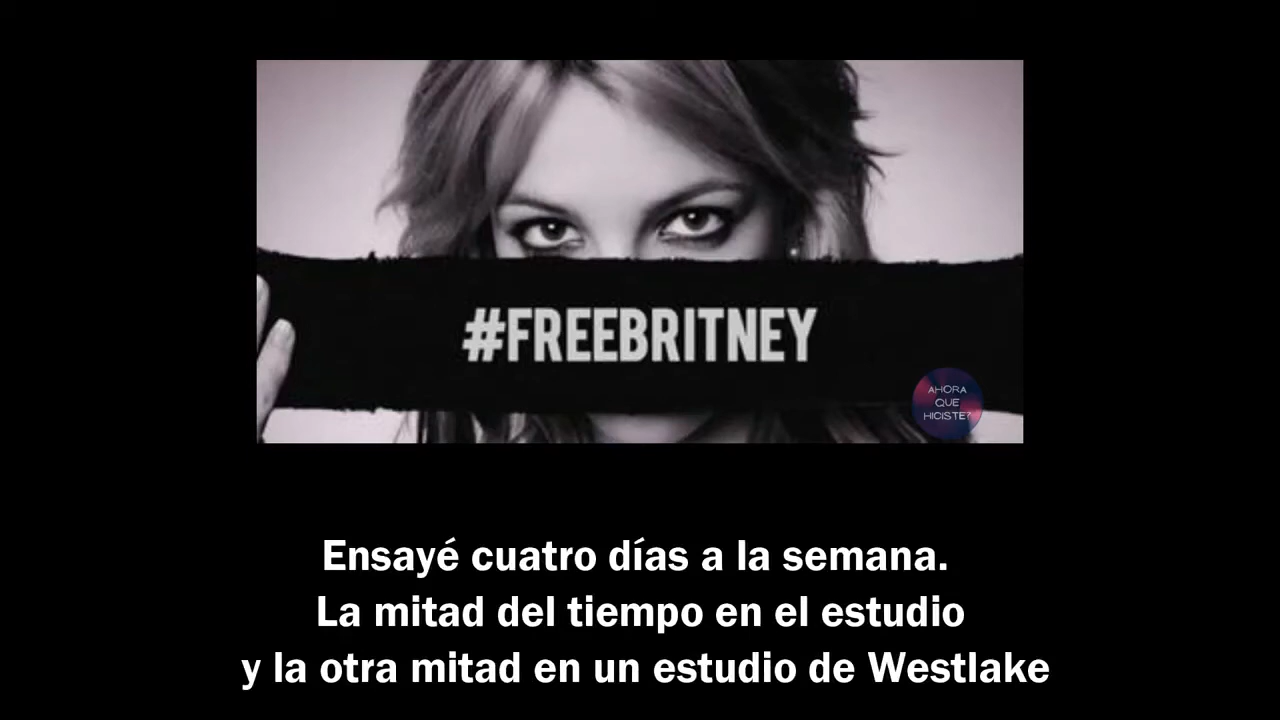 #FREEBRITNEY
AHORA
QUE
HICISTE?
Ensayé cuatro días a la semana.
La mitad del tiempo en el estudio
y la otra mitad en un estudio de Westlake